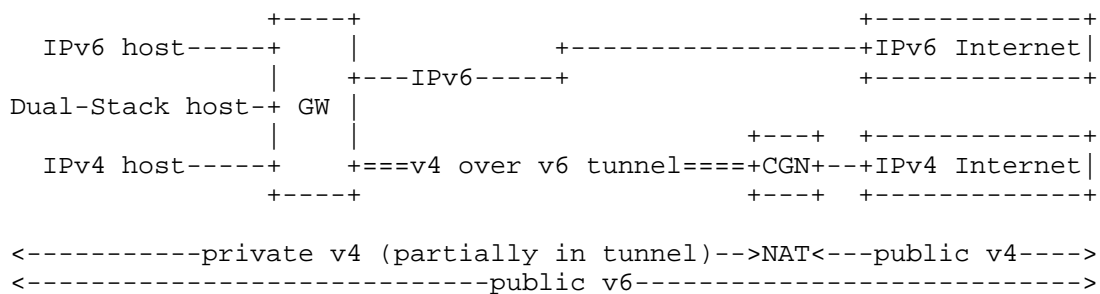 +----+                                 +-------------+
  IPv6 host-----+    |             +------------------+IPv6 Internet|
                |    +---IPv6-----+                    +-------------+
Dual-Stack host-+ GW |
                |    |                         +---+  +-------------+
  IPv4 host-----+    +===v4 over v6 tunnel====+CGN+--+IPv4 Internet|
                +----+                         +---+  +-------------+
<-----------private v4 (partially in tunnel)-->NAT<---public v4---->
<-----------------------------public v6---------------------------->